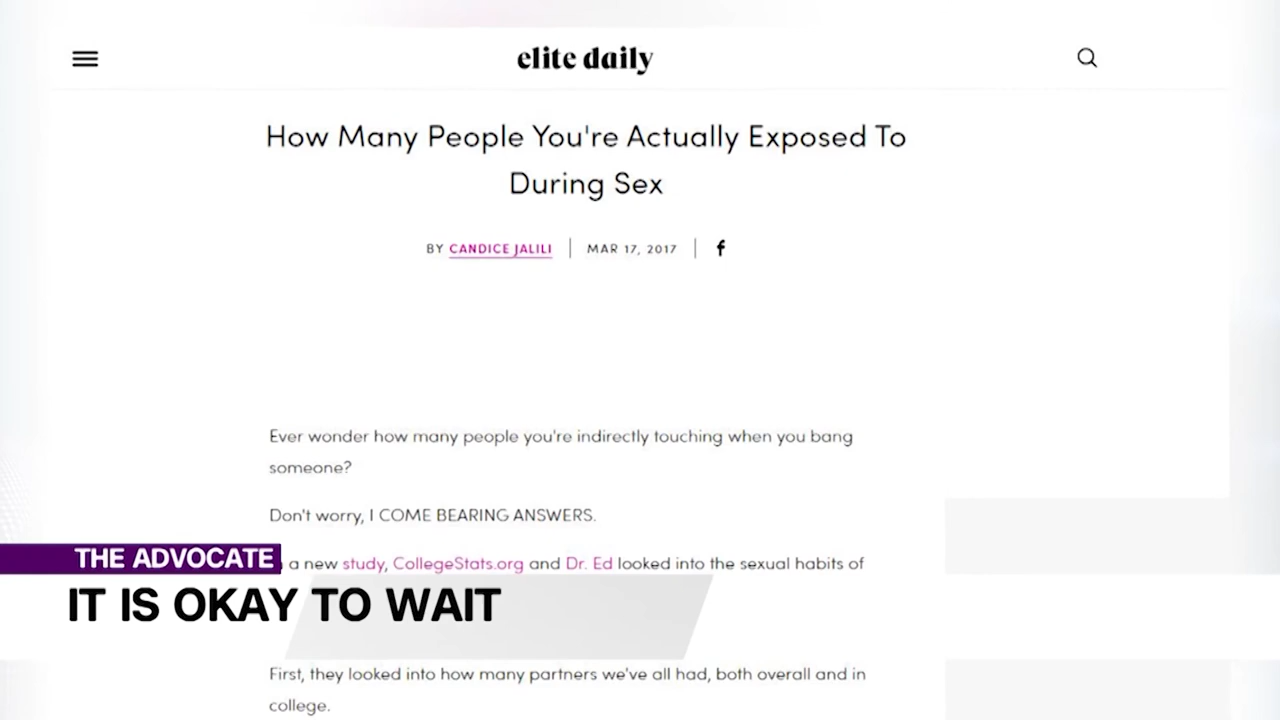 elite daily
How Many People You're Actually Exposed To
During Sex
BY CANDICE JALILI | MAR 17, 2017 | f
Ever wonder how many people you're indirectly touching when you bang
someone?
Don't worry, I COME BEARING ANSWERS.
a new study, CollegeStats.org and Dr. Ed looked into the sexual habits of
THE ADVOCATE
IT IS OKAY TO WAIT
First, they looked into how many partners we've all had, both overall and in
college.